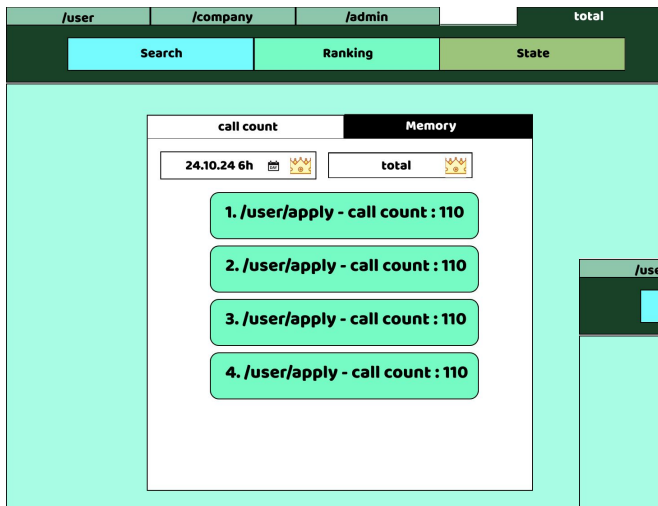 /user /company /admin total
Search Ranking State
call count Memory
24.10.24 6h total
1. /user/apply - call count : 110
2. /user/apply - call count : 110
3. /user/apply - call count : 110
4. /user/apply - call count : 110